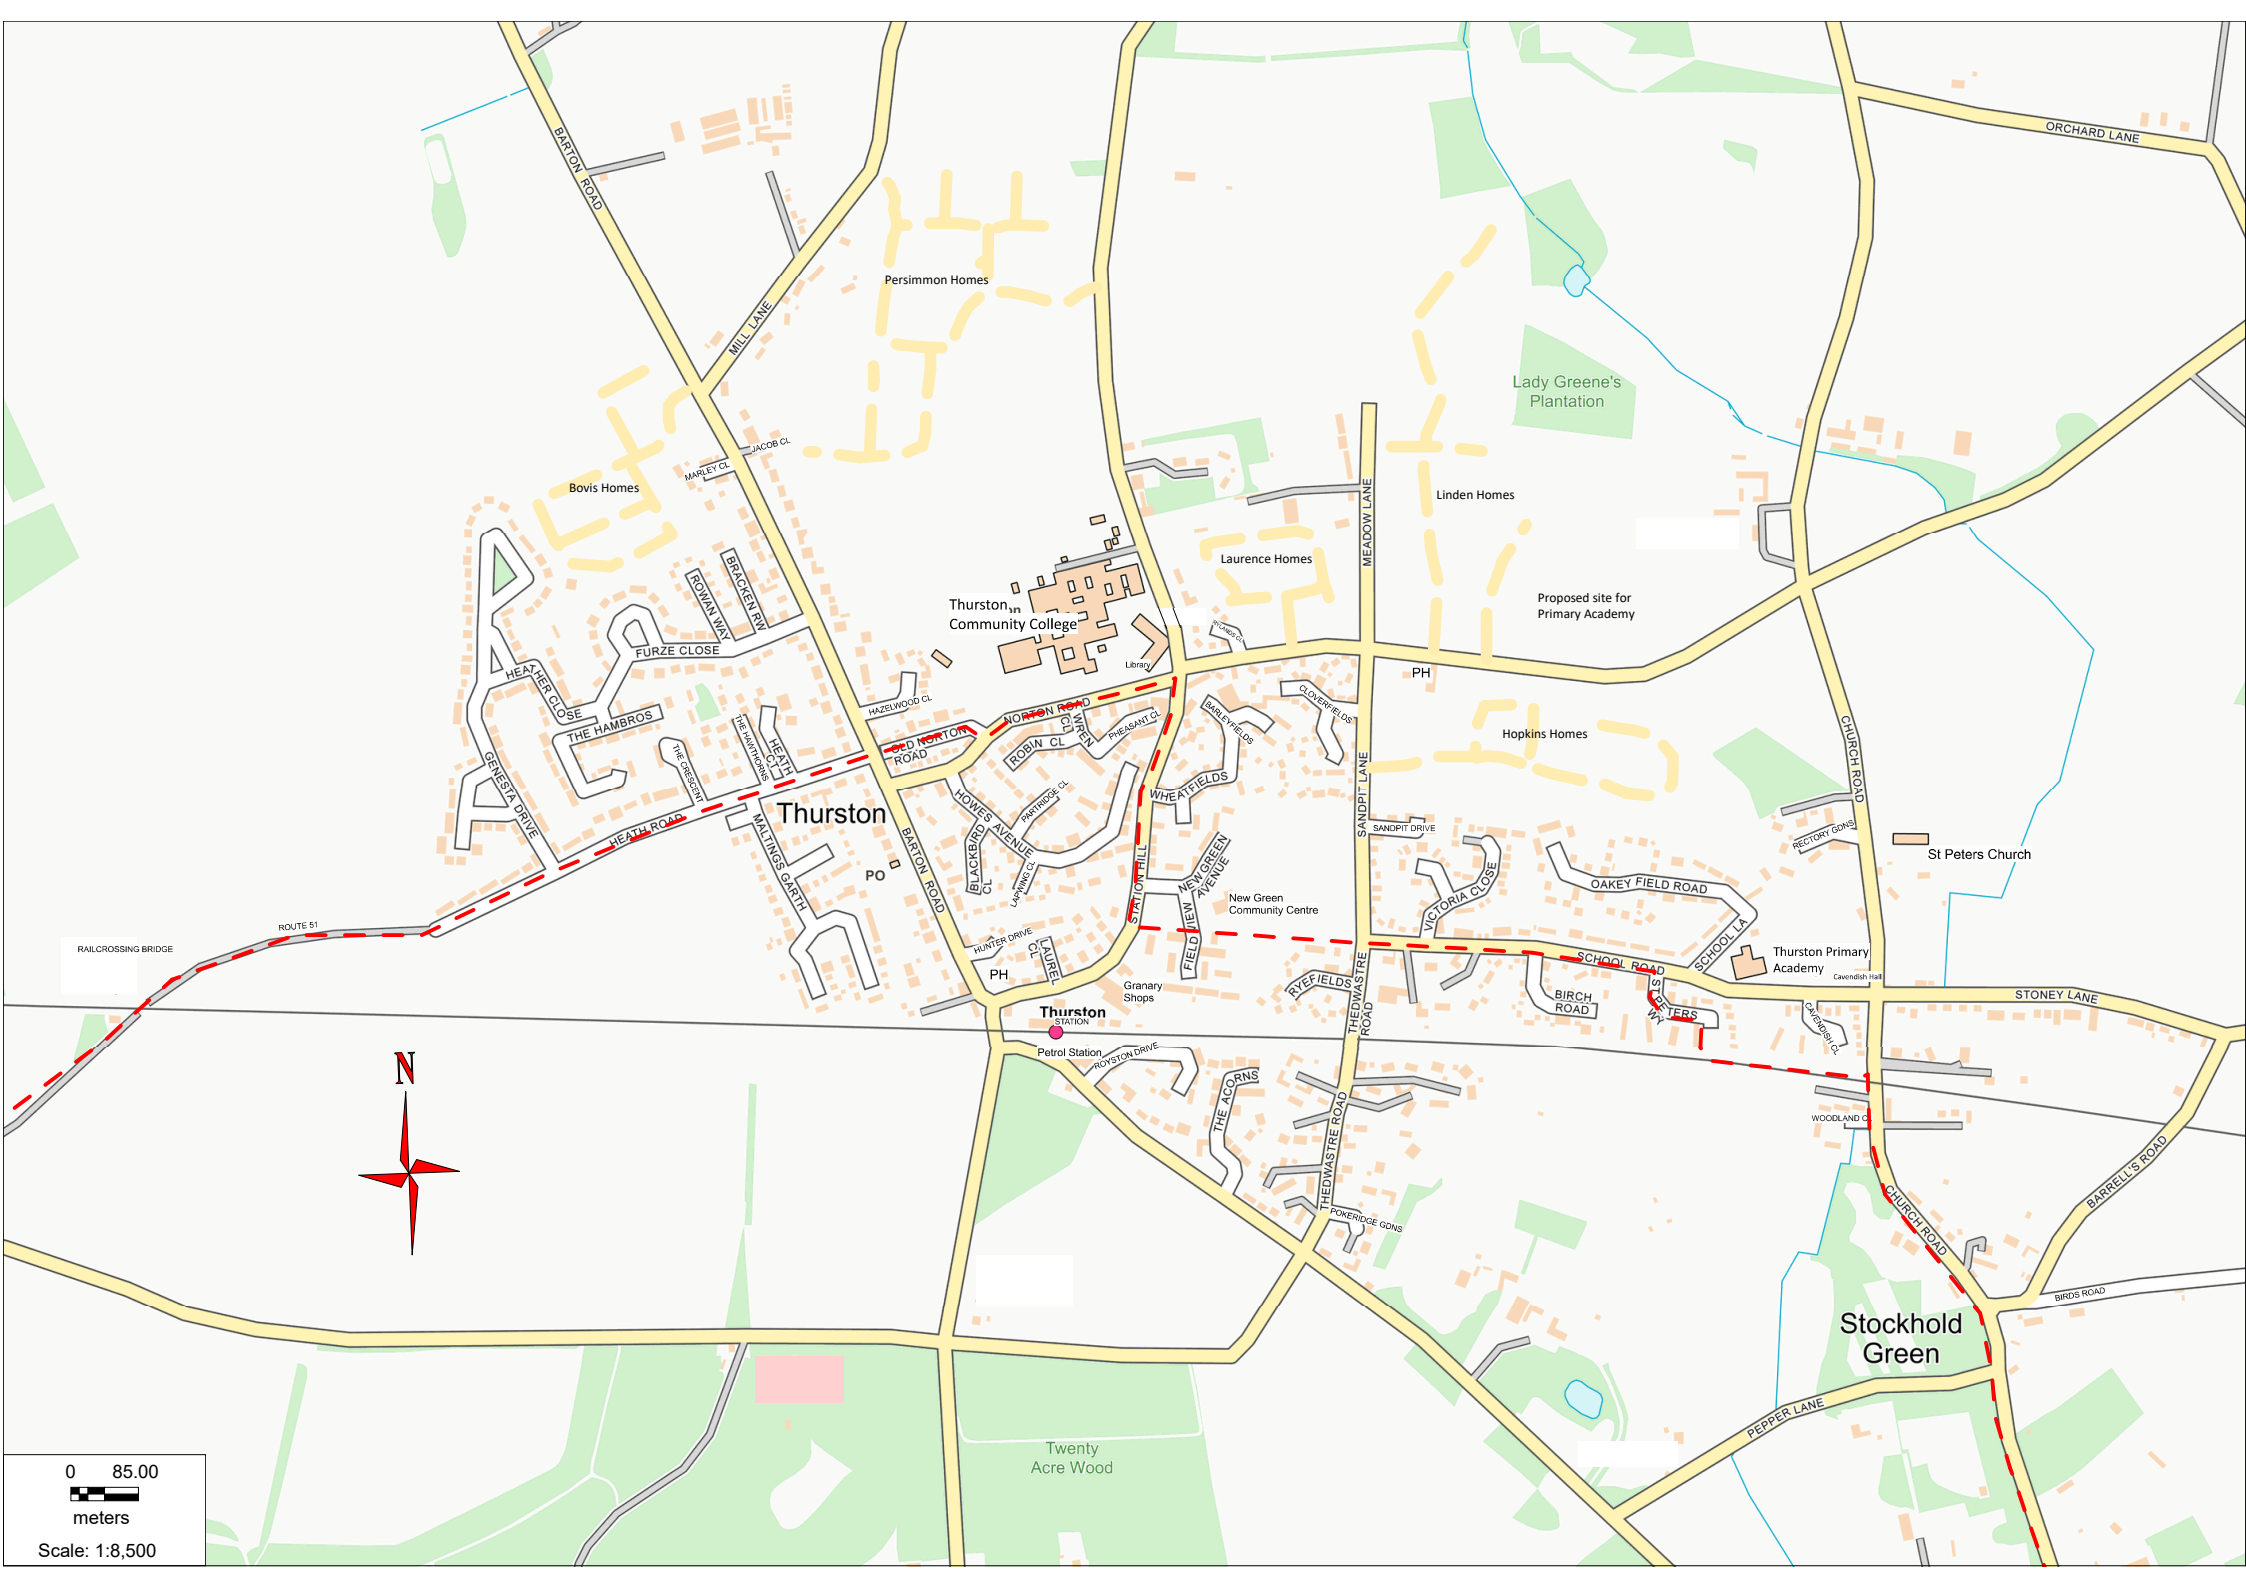 ORCHARD LANE
BARTON ROAD
Persimmon Homes
MILL LANE
Lady Greene's
Plantation
JACOB CL
MARLEY CL
Bovis Homes
Linden Homes
MEADOW LANE
Laurence Homes
BRACKEN RW
ROWAN WAY
Thurston
Community College
Proposed site for
Primary Academy
RYLANDS CL
FURZE CLOSE
Library
PH
HEATHER CLOSE
HAZELWOOD CL
CLOVERFIELDS
THE HAMBROS
THE HAWTHORNS
HEATH
CT
OLD NORTON
ROAD
NORTON ROAD
WREN
CL
PHEASANT CL
ROBIN CL
BARLEYFIELDS
Hopkins Homes
CHURCH ROAD
THE CRESCENT
GENESTA DRIVE
WHEATFIELDS
PARTRIDGE CL
HOWES AVENUE
Thurston
HEATH ROAD
MALTINGS GARTH
SANDPIT LANE
SANDPIT DRIVE
RECTORY GDNS
St Peters Church
BLACKBIRD
CL
LAPWING CL
BARTON ROAD
PO
STATION HILL
NEW GREEN
AVENUE
VICTORIA CLOSE
OAKEY FIELD ROAD
New Green
Community Centre
FIELD VIEW
ROUTE 51
RAILCROSSING BRIDGE
HUNTER DRIVE
LAUREL
CL
PH
SCHOOL LA
SCHOOL ROAD
Thurston Primary
Academy
Cavendish Hall
Granary
Shops
RYEFIELDS
THEDWASTRE
ROAD
BIRCH
ROAD
ST PETERS
WY
STONEY LANE
CAVENDISH CL
Thurston
STATION
Petrol Station
ROYSTON DRIVE
N
THE ACORNS
THEDWASTRE ROAD
WOODLAND C
BARRELL'S ROAD
POKERIDGE GDNS
CHURCH ROAD
BIRDS ROAD
Stockhold
Green
PEPPER LANE
Twenty
Acre Wood
0 85.00
meters
Scale: 1:8,500